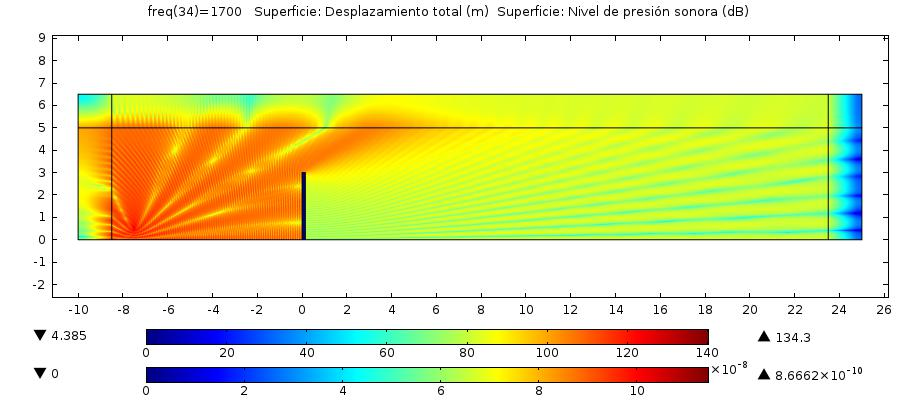 freq(34)=1700 Superficie: Desplazamiento total (m) Superficie: Nivel de presión sonora (dB)
9
8
7
6
5
4
3
2
1
0
-1
-2
-10 -8 -6 -4 -2 0 2 4 6 8 10 12 14 16 18 20 22 24 26
▼ 4.385 ▲ 134.3
0 20 40 60 80 100 120 140
×10⁻⁸
▼ 0 ▲ 8.6662×10⁻¹⁰
0 2 4 6 8 10